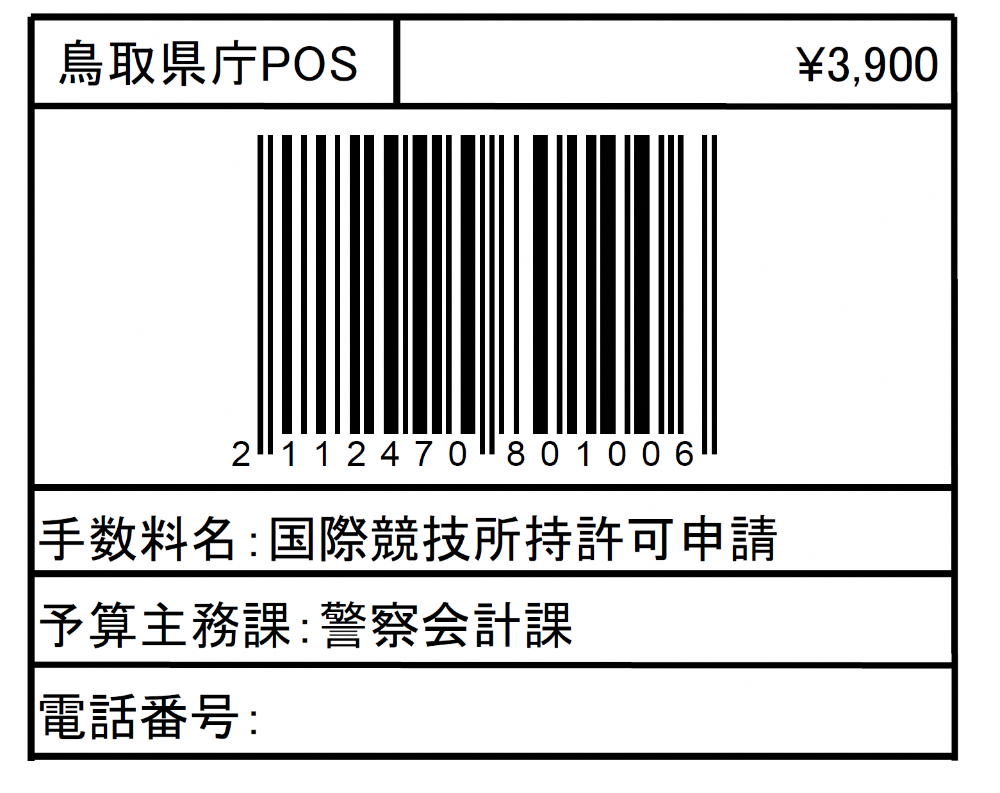 鳥取県庁POS
¥3,900
2 112470 801006
手数料名:国際競技所持許可申請
予算主務課:警察会計課
電話番号: